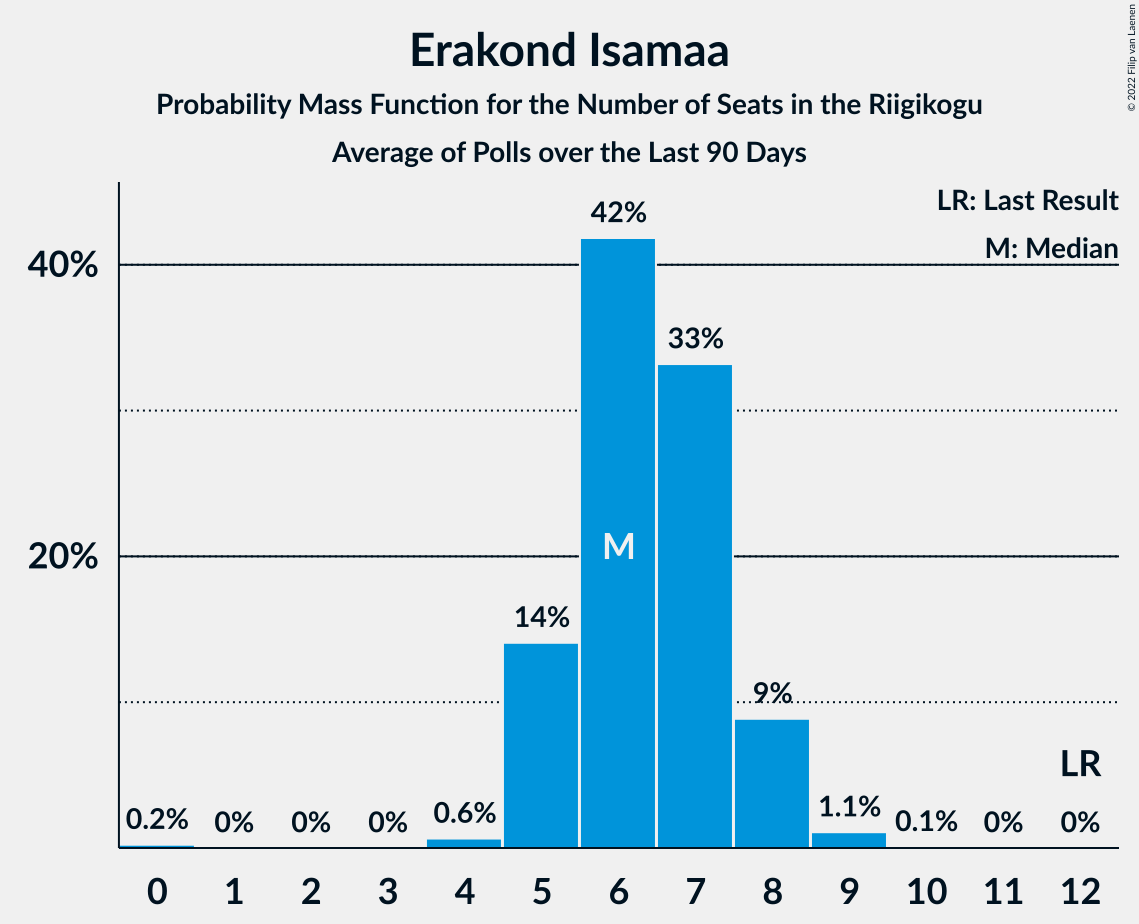 Erakond Isamaa
Probability Mass Function for the Number of Seats in the Riigikogu
Average of Polls over the Last 90 Days
© 2022 Filip van Laenen
LR: Last Result
M: Median
40%
20%
0.2%
0%
0%
0%
0.6%
14%
42%
M
33%
9%
1.1%
0.1%
0%
LR
0%
0 1 2 3 4 5 6 7 8 9 10 11 12